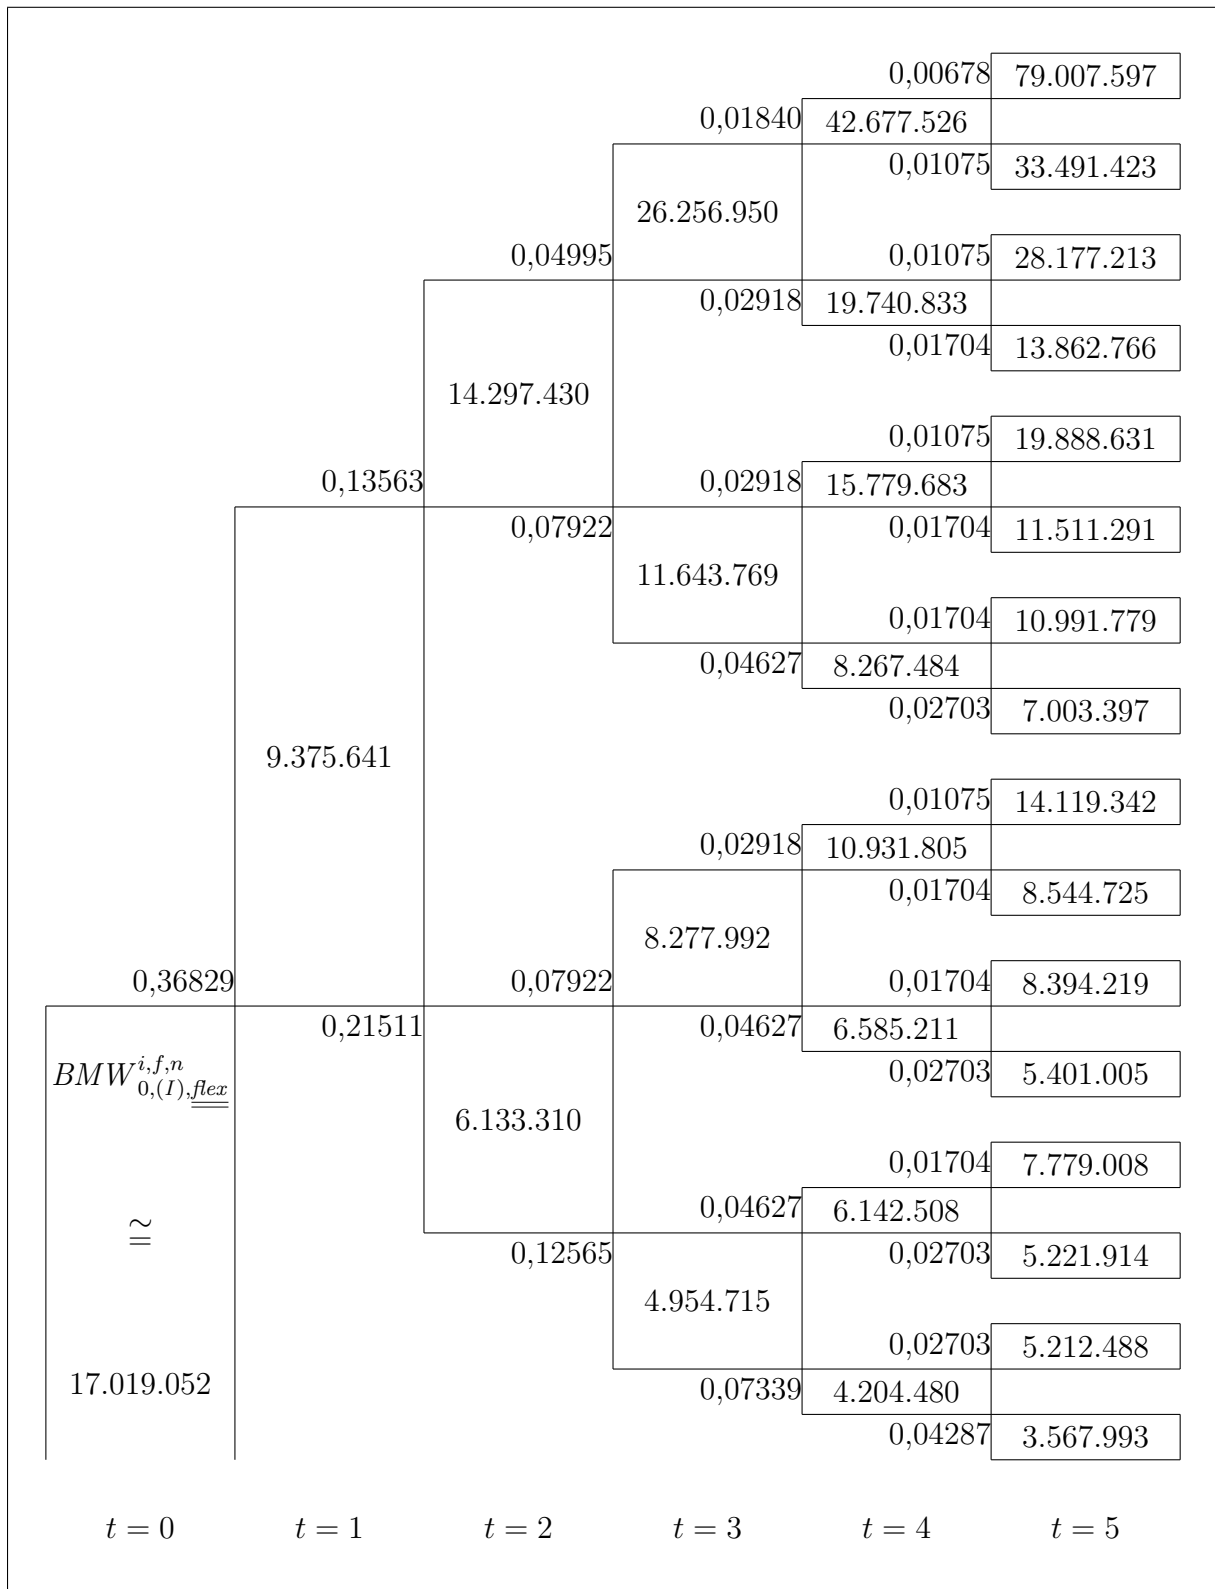 0,00678 79.007.597
0,01840 42.677.526
0,01075 33.491.423
26.256.950
0,04995 0,01075 28.177.213
0,02918 19.740.833
0,01704 13.862.766
14.297.430
0,01075 19.888.631
0,13563 0,02918 15.779.683
0,07922 0,01704 11.511.291
11.643.769
0,01704 10.991.779
0,04627 8.267.484
0,02703 7.003.397
9.375.641
0,01075 14.119.342
0,02918 10.931.805
0,01704 8.544.725
8.277.992
0,36829 0,07922 0,01704 8.394.219
0,21511 0,04627 6.585.211
BMW^{i,f,n}_{0,(I),flex} 0,02703 5.401.005
6.133.310
0,01704 7.779.008
0,04627 6.142.508
≅
0,12565 0,02703 5.221.914
4.954.715
0,02703 5.212.488
17.019.052 0,07339 4.204.480
0,04287 3.567.993
t = 0 t = 1 t = 2 t = 3 t = 4 t = 5